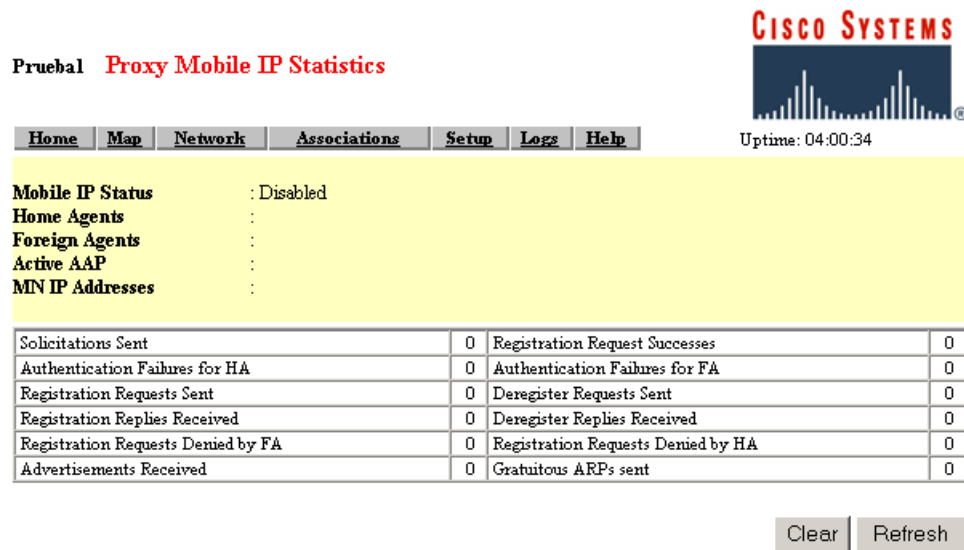 CISCO SYSTEMS
Prueba1 Proxy Mobile IP Statistics
®
Home Map Network Associations Setup Logs Help
Uptime: 04:00:34
Mobile IP Status : Disabled
Home Agents :
Foreign Agents :
Active AAP :
MN IP Addresses :
Solicitations Sent 0 Registration Request Successes 0
Authentication Failures for HA 0 Authentication Failures for FA 0
Registration Requests Sent 0 Deregister Requests Sent 0
Registration Replies Received 0 Deregister Replies Received 0
Registration Requests Denied by FA 0 Registration Requests Denied by HA 0
Advertisements Received 0 Gratuitous ARPs sent 0
Clear Refresh